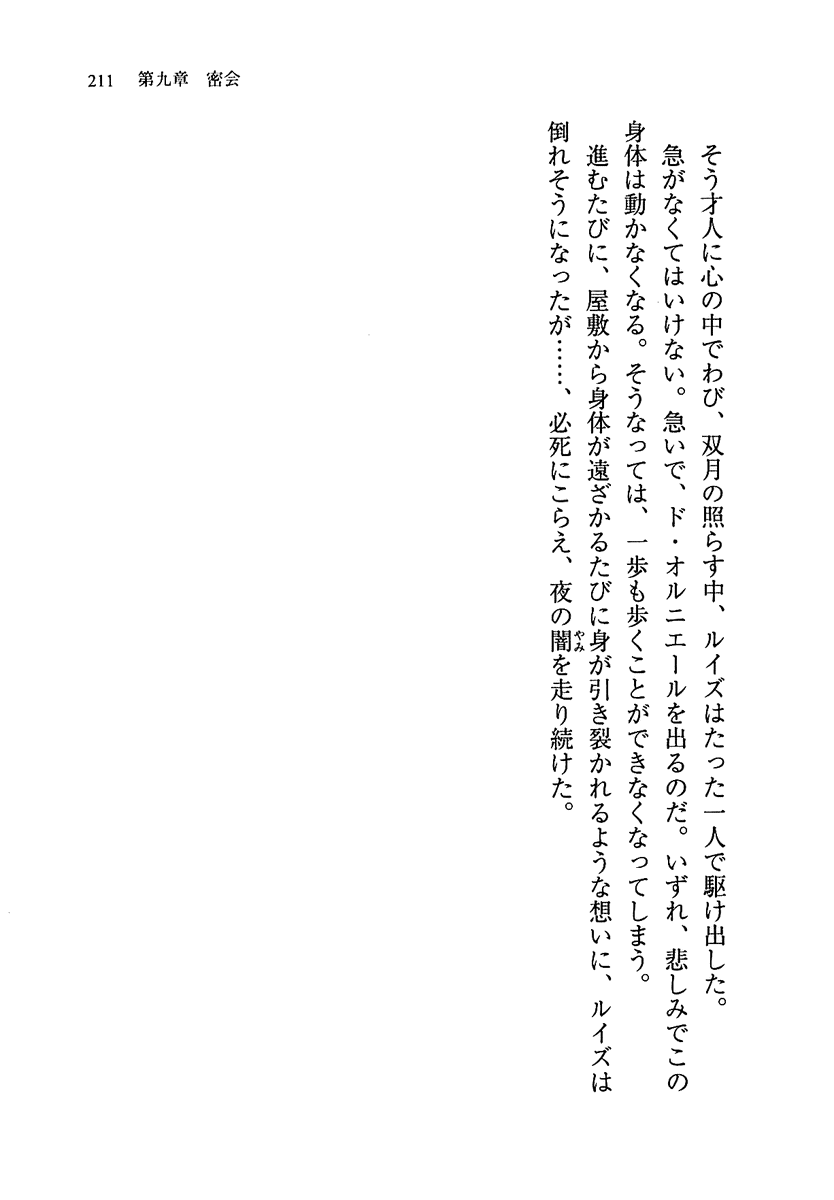 211　第九章　密会
　そう才人に心の中でわび、双月の照らす中、ルイズはたった一人で駆け出した。
　急がなくてはいけない。急いで、ド・オルニエールを出るのだ。いずれ、悲しみでこの
身体は動かなくなる。そうなっては、一歩も歩くことができなくなってしまう。
　進むたびに、屋敷から身体が遠ざかるたびに身が引き裂かれるような想いに、ルイズは
倒れそうになったが……、必死にこらえ、夜の闇を走り続けた。
やみ